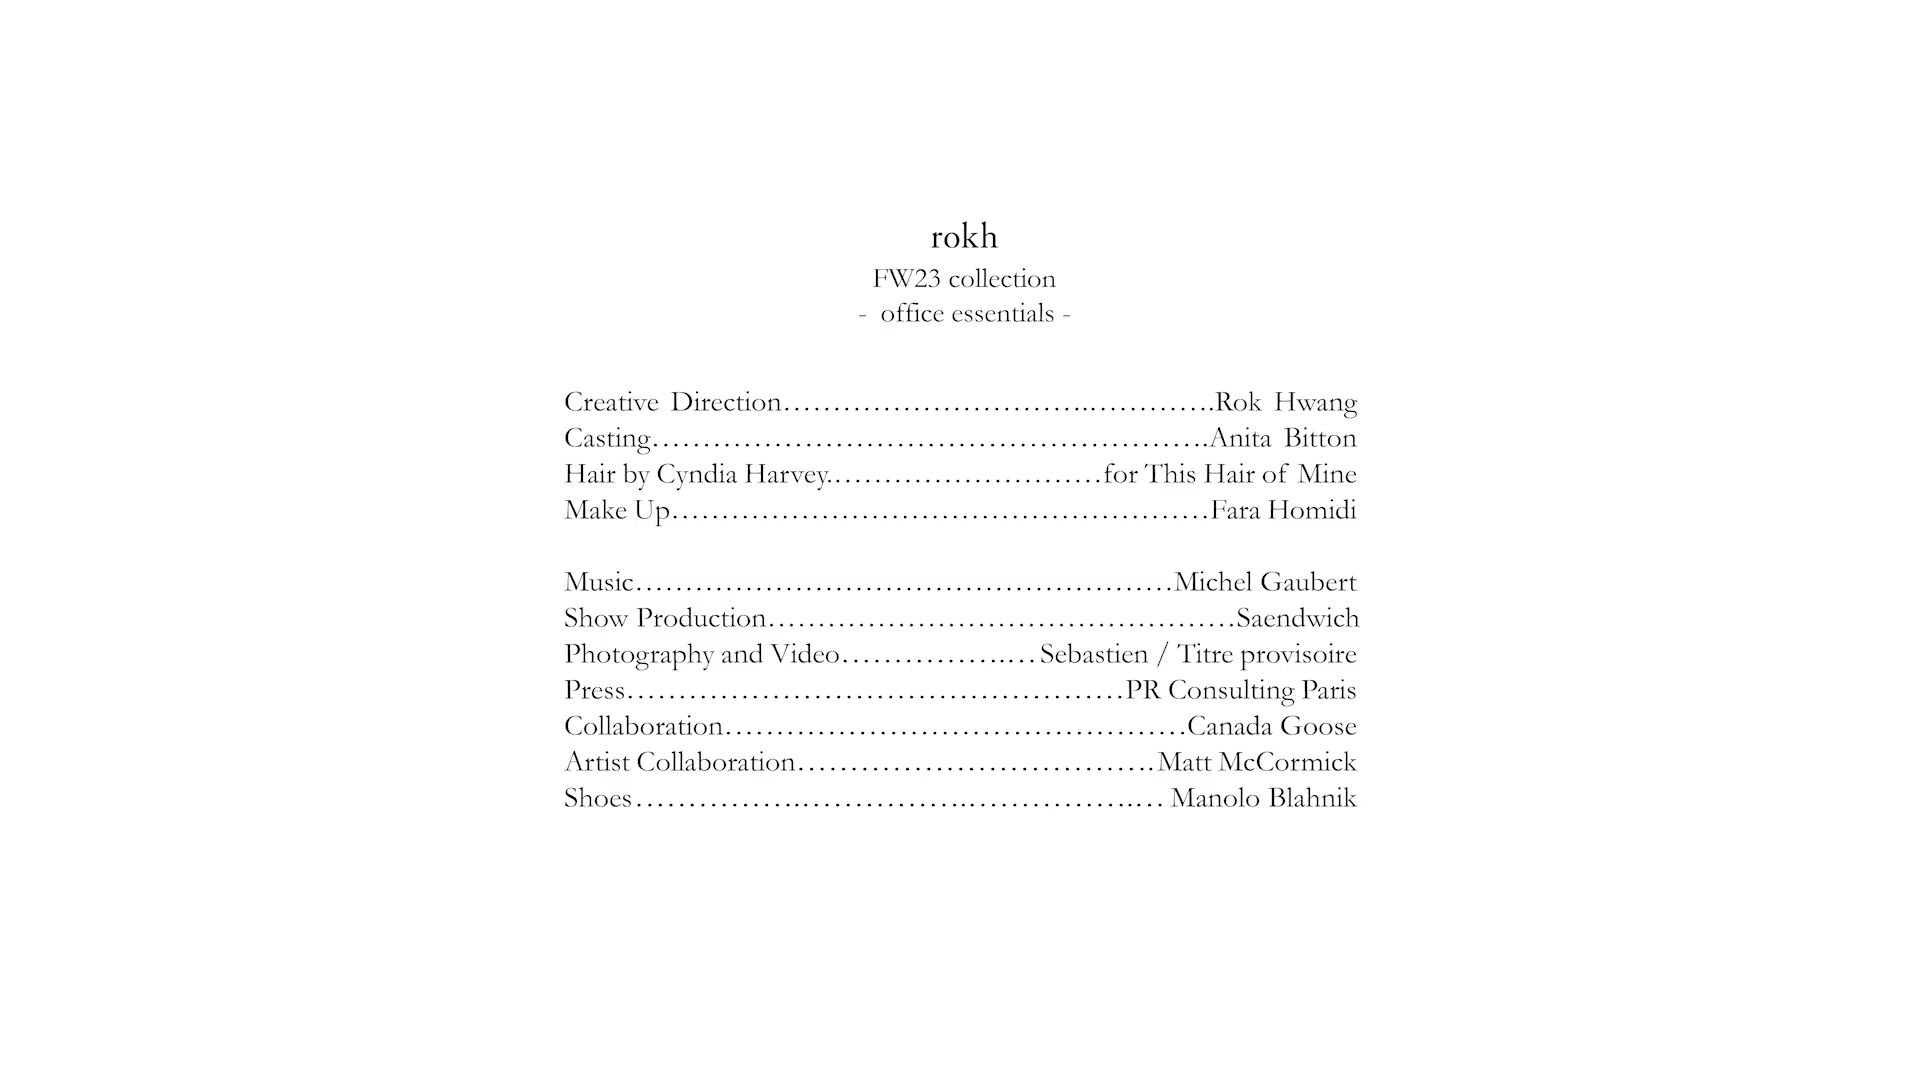 rokh
FW23 collection
- office essentials -
Creative Direction……………………………..………….Rok Hwang
Casting……………………………………………….Anita Bitton
Hair by Cyndia Harvey.………………………for This Hair of Mine
Make Up………………………………………………Fara Homidi
Music………………………………………………Michel Gaubert
Show Production…………………………………………Saendwich
Photography and Video……………..…Sebastien / Titre provisoire
Press…………………………………………PR Consulting Paris
Collaboration………………………………………Canada Goose
Artist Collaboration……………………………….Matt McCormick
Shoes……………..……………..……………..… Manolo Blahnik